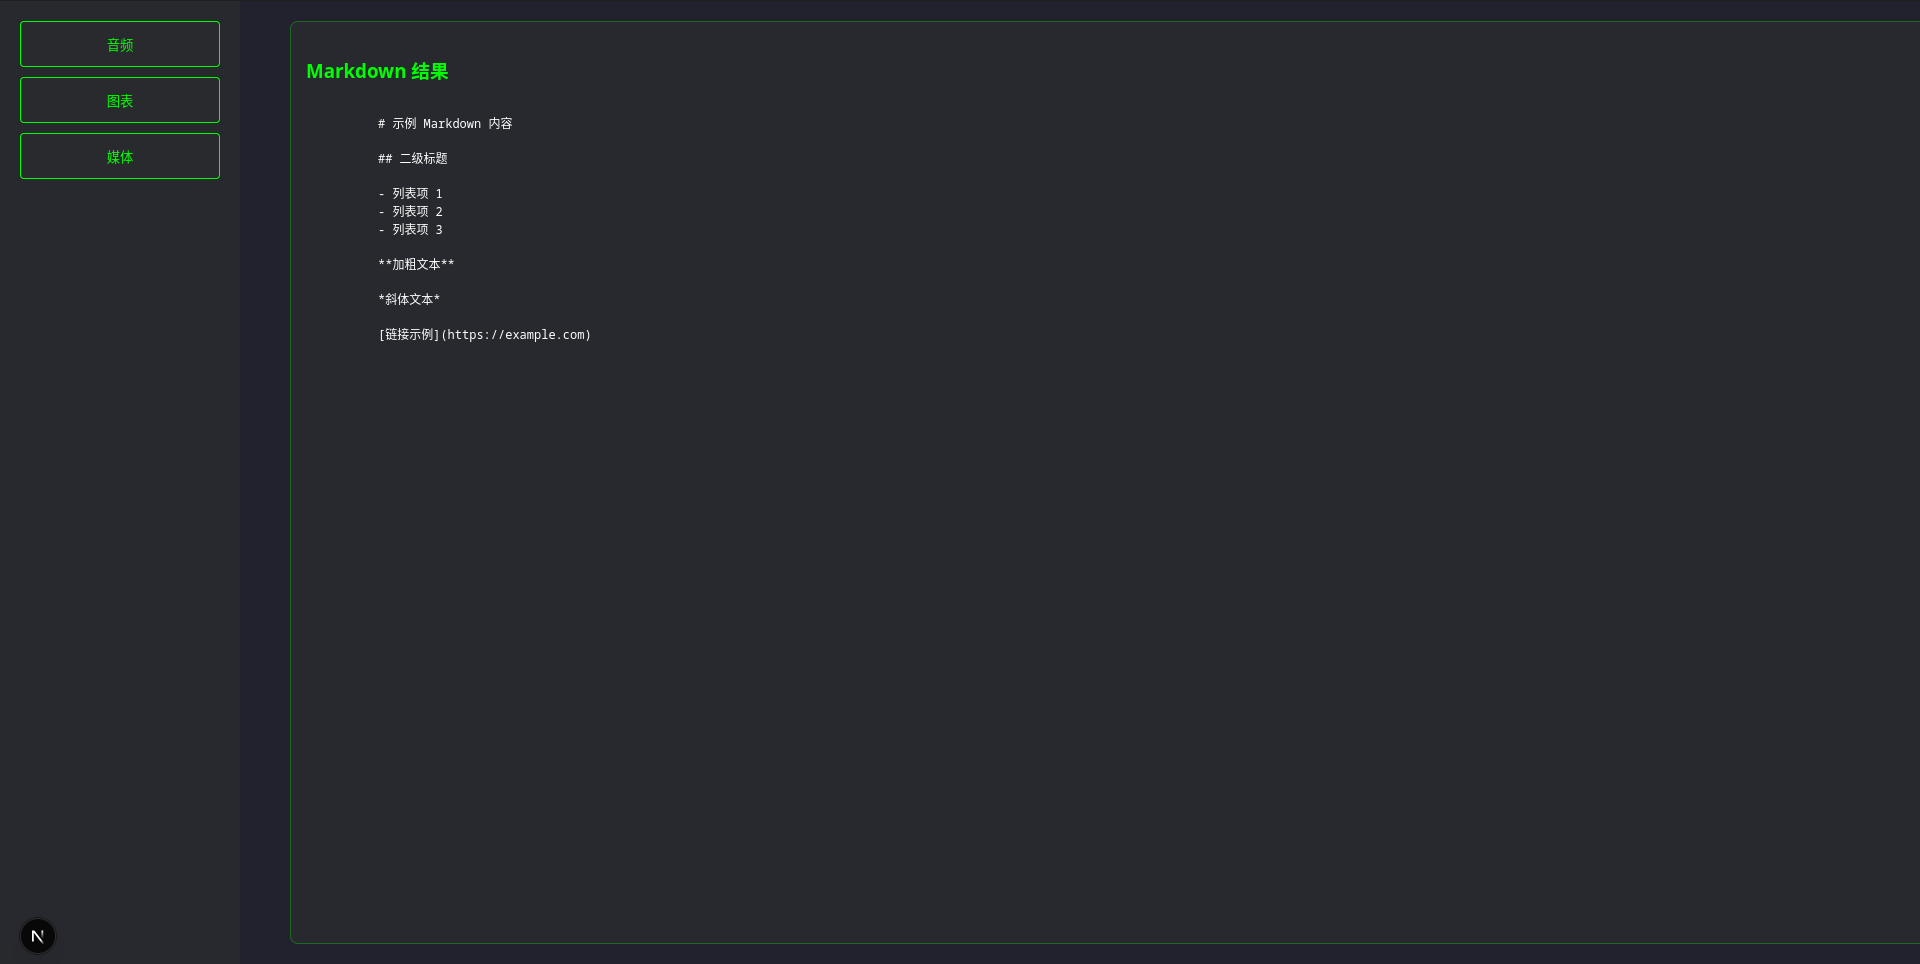 音频
图表
媒体
Markdown 结果
# 示例 Markdown 内容
## 二级标题
- 列表项 1
- 列表项 2
- 列表项 3
**加粗文本**
*斜体文本*
[链接示例](https://example.com)
N